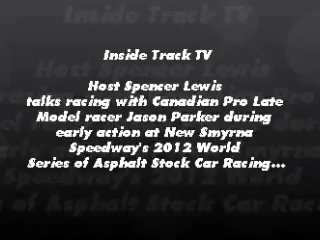 Inside Track TV
Host Spencer Lewis
talks racing with Canadian Pro Late
Model racer Jason Parker during
early action at New Smyrna
Speedway's 2012 World
Series of Asphalt Stock Car Racing...